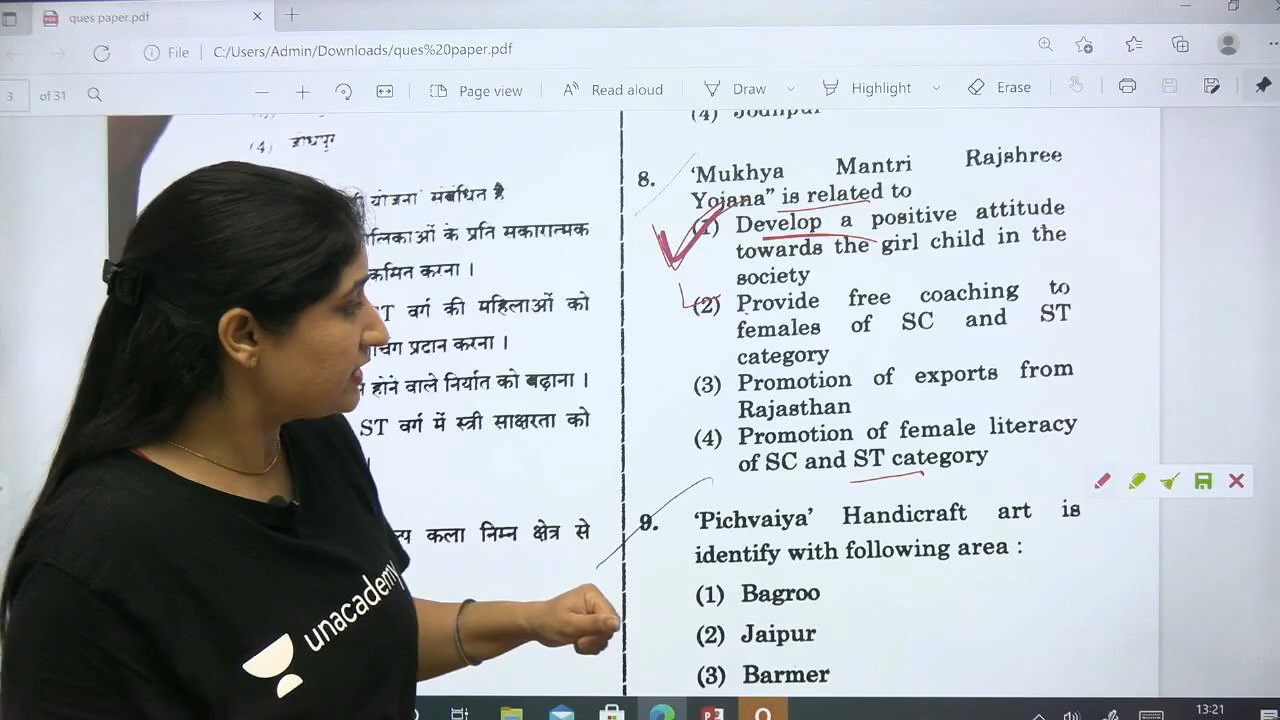 ques paper.pdf
File
C:/Users/Admin/Downloads/ques%20paper.pdf
3 of 31
Page view
Read aloud
Draw
Highlight
Erase
(4) जोधपुर
योजना संबंधित है
लिकाओं के प्रति सकारात्मक
कसित करना ।
ST वर्ग की महिलाओं को
चिंग प्रदान करना ।
होने वाले निर्यात को बढ़ाना ।
ST वर्ग में स्त्री साक्षरता को
कला निम्न क्षेत्र से
(4) Jodhpur
8. 'Mukhya Mantri Rajshree
Yojana" is related to
(1) Develop a positive attitude
towards the girl child in the
society
(2) Provide free coaching to
females of SC and ST
category
(3) Promotion of exports from
Rajasthan
(4) Promotion of female literacy
of SC and ST category
9. 'Pichvaiya' Handicraft art is
identify with following area :
(1) Bagroo
(2) Jaipur
(3) Barmer
unacademy
13:21